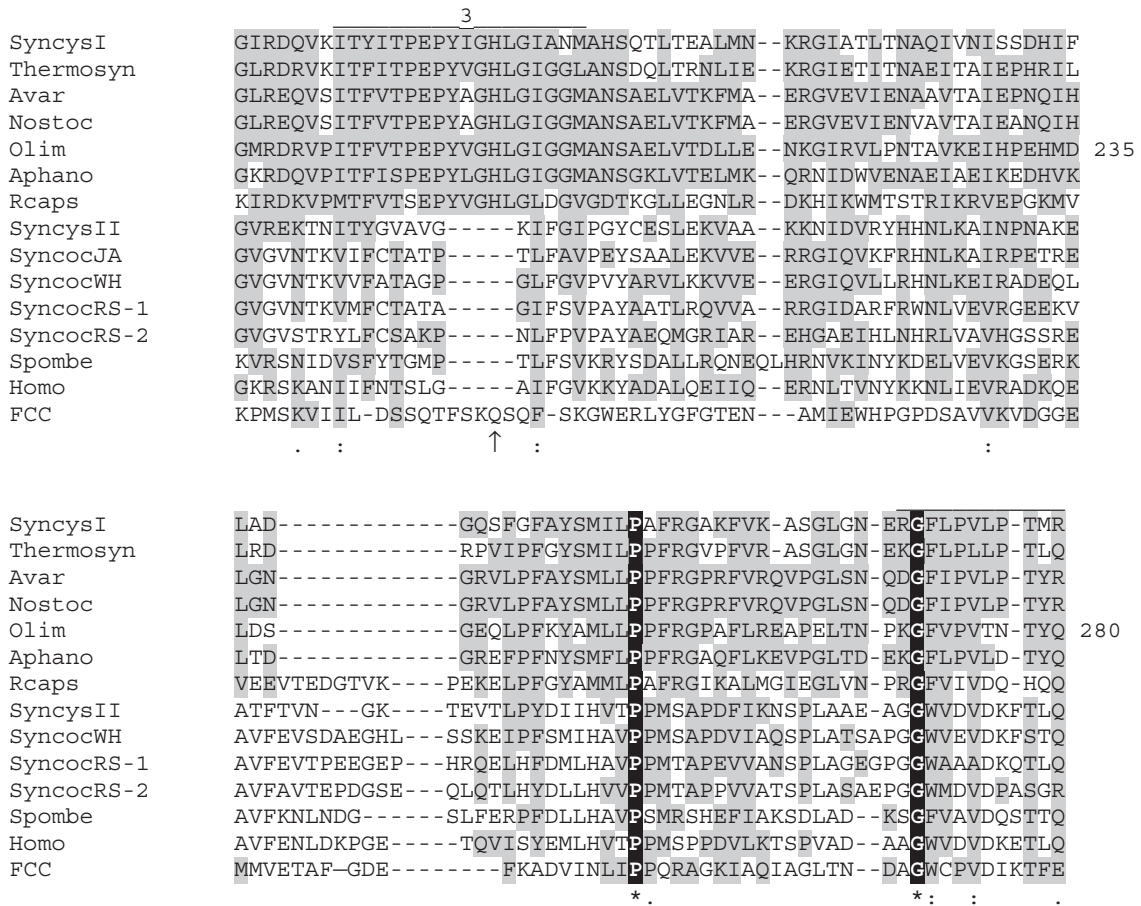 3
SyncysI GIRDQVKITYITPEPYIGHLGIANMAHSQTLTEALMN--KRGIATLTNAQIVNISSDHIF
Thermosyn GLRDRVKITFITPEPYVGHLGIGGLANSDQLTRNLIE--KRGIETITNAEITAIEPHRIL
Avar GLREQVSITFVTPEPYAGHLGIGGMANSAELVTKFMA--ERGVEVIENAAVTAIEPNQIH
Nostoc GLREQVSITFVTPEPYAGHLGIGGMANSAELVTKFMA--ERGVEVIENVAVTAIEANQIH
Olim GMRDRVPITFVTPEPYVGHLGIGGMANSAELVTDLLE--NKGIRVLPNTAVKEIHPEHMD 235
Aphano GKRDQVPITFISPEPYLGHLGIGGMANSGKLVTELMK--QRNIDWVENAEIAEIKEDHVK
Rcaps KIRDKVPMTFVTSEPYVGHLGLDGVGDTKGLLEGNLR--DKHIKWMTSTRIKRVEPGKMV
SyncysII GVREKTNITYGVAVG-----KIFGIPGYCESLEKVAA--KKNIDVRYHHNLKAINPNAKE
SyncocJA GVGVNTKVIFCTATP-----TLFAVPEYSAALEKVVE--RRGIQVKFRHNLKAIRPETRE
SyncocWH GVGVNTKVVFATAGP-----GLFGVPVYARVLKKVVE--ERGIQVLLRHNLKEIRADEQL
SyncocRS-1 GVGVNTKVMFCTATA-----GIFSVPAYAATLRQVVA--RRGIDARFRWNLVEVRGEEKV
SyncocRS-2 GVGVSTRYLFCSAKP-----NLFPVPAYAEQMGRIAR--EHGAEIHLNHRLVAVHGSSRE
Spombe KVRSNIDVSFYTGMP-----TLFSVKRYSDALLRQNEQLHRNVKINYKDELVEVKGSERK
Homo GKRSKANIIFNTSLG-----AIFGVKKYADALQEIIQ--ERNLTVNYKKNLIEVRADKQE
FCC KPMSKVIIL-DSSQTFSKQSQF-SKGWERLYGFGTEN---AMIEWHPGPDSAVVKVDGGE
. : ↑ : :
SyncysI LAD-------------GQSFGFAYSMILPAFRGAKFVK-ASGLGN-ERGFLPVLP-TMR
Thermosyn LRD-------------RPVIPFGYSMILPPFRGVPFVR-ASGLGN-EKGFLPLLP-TLQ
Avar LGN-------------GRVLPFAYSMLLPPFRGPRFVRQVPGLSN-QDGFIPVLP-TYR
Nostoc LGN-------------GRVLPFAYSMLLPPFRGPRFVRQVPGLSN-QDGFIPVLP-TYR
Olim LDS-------------GEQLPFKYAMLLPPFRGPAFLREAPELTN-PKGFVPVTN-TYQ 280
Aphano LTD-------------GREFPFNYSMFLPPFRGAQFLKEVPGLTD-EKGFLPVLD-TYQ
Rcaps VEEVTEDGTVK----PEKELPFGYAMMLPAFRGIKALMGIEGLVN-PRGFVIVDQ-HQQ
SyncysII ATFTVN---GK----TEVTLPYDIIHVTPPMSAPDFIKNSPLAAE-AGGWVDVDKFTLQ
SyncocWH AVFEVSDAEGHL---SSKEIPFSMIHAVPPMSAPDVIAQSPLATSAPGGWVEVDKFSTQ
SyncocRS-1 AVFEVTPEEGEP---HRQELHFDMLHAVPPMTAPEVVANSPLAGEGPGGWAAADKQTLQ
SyncocRS-2 AVFAVTEPDGSE---QLQTLHYDLLHVVPPMTAPPVVATSPLASAEPGGWMDVDPASGR
Spombe AVFKNLNDG------SLFERPFDLLHAVPSMRSHEFIAKSDLAD--KSGFVAVDQSTTQ
Homo AVFENLDKPGE----TQVISYEMLHVTPPMSPPDVLKTSPVAD--AAGWVDVDKETLQ
FCC MMVETAF—GDE--------FKADVINLIPPQRAGKIAQIAGLTN--DAGWCPVDIKTFE
*. *: : .